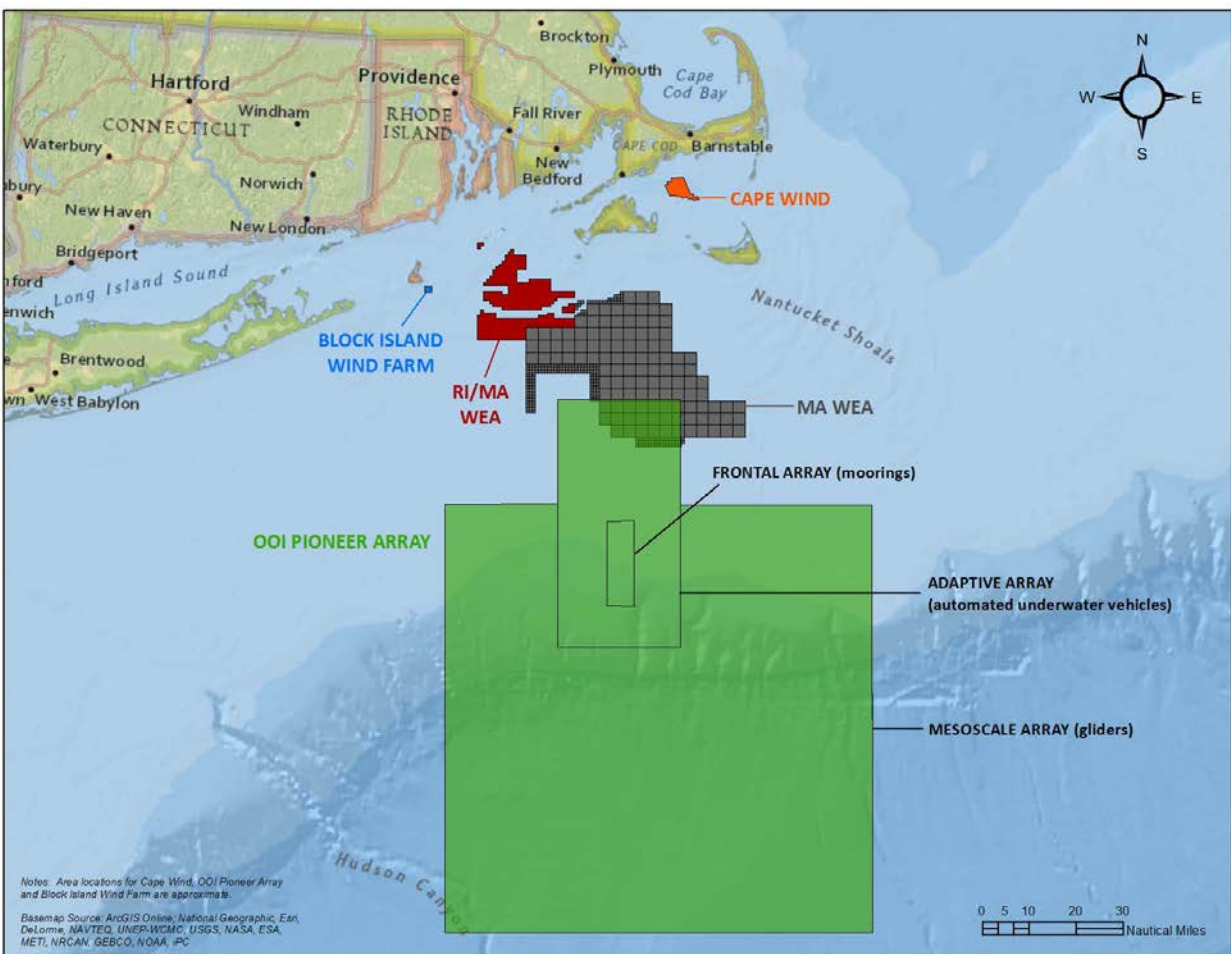 Brockton
Plymouth
Cape
Cod Bay
N
W
E
S
Hartford
Providence
Windham
RHODE
ISLAND
Fall River
CONNECTICUT
CAPE COD
Barnstable
Waterbury
New
Bedford
nbury
Norwich
CAPE WIND
New Haven
New London
Bridgeport
Long Island Sound
nford
eenwich
Nantucket Shoals
BLOCK ISLAND
WIND FARM
e
Brentwood
RI/MA
WEA
wn
West Babylon
MA WEA
FRONTAL ARRAY (moorings)
OOI PIONEER ARRAY
ADAPTIVE ARRAY
(automated underwater vehicles)
MESOSCALE ARRAY (gliders)
Hudson Canyon
Notes: Area locations for Cape Wind, OOI Pioneer Array
and Block Island Wind Farm are approximate.
Basemap Source: ArcGIS Online; National Geographic, Esri,
DeLorme, NAVTEQ, UNEP-WCMC, USGS, NASA, ESA,
METI, NRCAN, GEBCO, NOAA, iPC
0 5 10 20 30
Nautical Miles